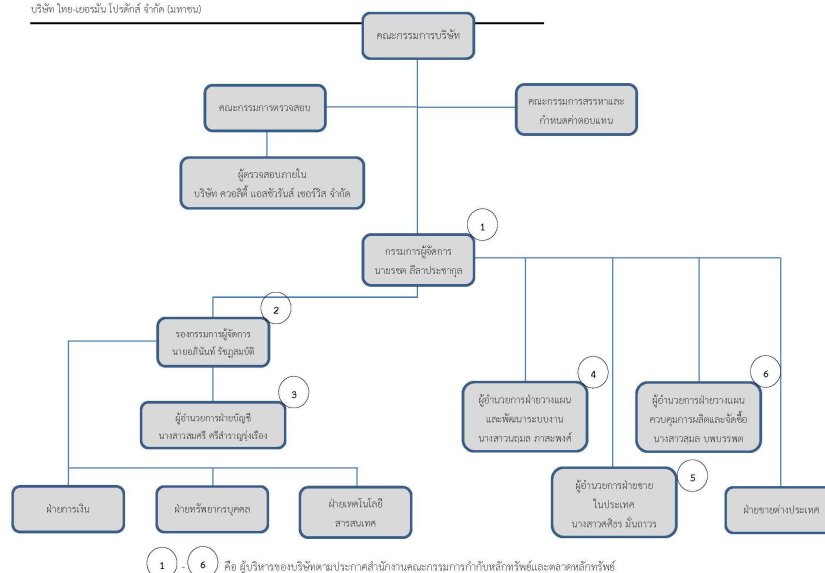 บริษัท ไทย-เยอรมัน โปรดักส์ จำกัด (มหาชน)
คณะกรรมการบริษัท
คณะกรรมการตรวจสอบ
คณะกรรมการสรรหาและ
กำหนดค่าตอบแทน
ผู้ตรวจสอบภายใน
บริษัท ควอลิตี้ แอสชัวรันส์ เซอร์วิส จำกัด
1
กรรมการผู้จัดการ
นายรชต ลีลาประชากุล
2
รองกรรมการผู้จัดการ
นายอภินันท์ รัชฎสมบัติ
3
ผู้อำนวยการฝ่ายบัญชี
นางสาวสมศรี ศรีสำราญรุ่งเรือง
4
ผู้อำนวยการฝ่ายวางแผน
และพัฒนาระบบงาน
นางสาวนฤมล ภาสะพงศ์
6
ผู้อำนวยการฝ่ายวางแผน
ควบคุมการผลิตและจัดซื้อ
นางสาวสุมล บุพบรรพต
5
ผู้อำนวยการฝ่ายขาย
ในประเทศ
นางสาวศศิธร มั่นถาวร
ฝ่ายการเงิน
ฝ่ายทรัพยากรบุคคล
ฝ่ายเทคโนโลยี
สารสนเทศ
ฝ่ายขายต่างประเทศ
1 - 6 คือ ผู้บริหารของบริษัทตามประกาศสำนักงานคณะกรรมการกำกับหลักทรัพย์และตลาดหลักทรัพย์